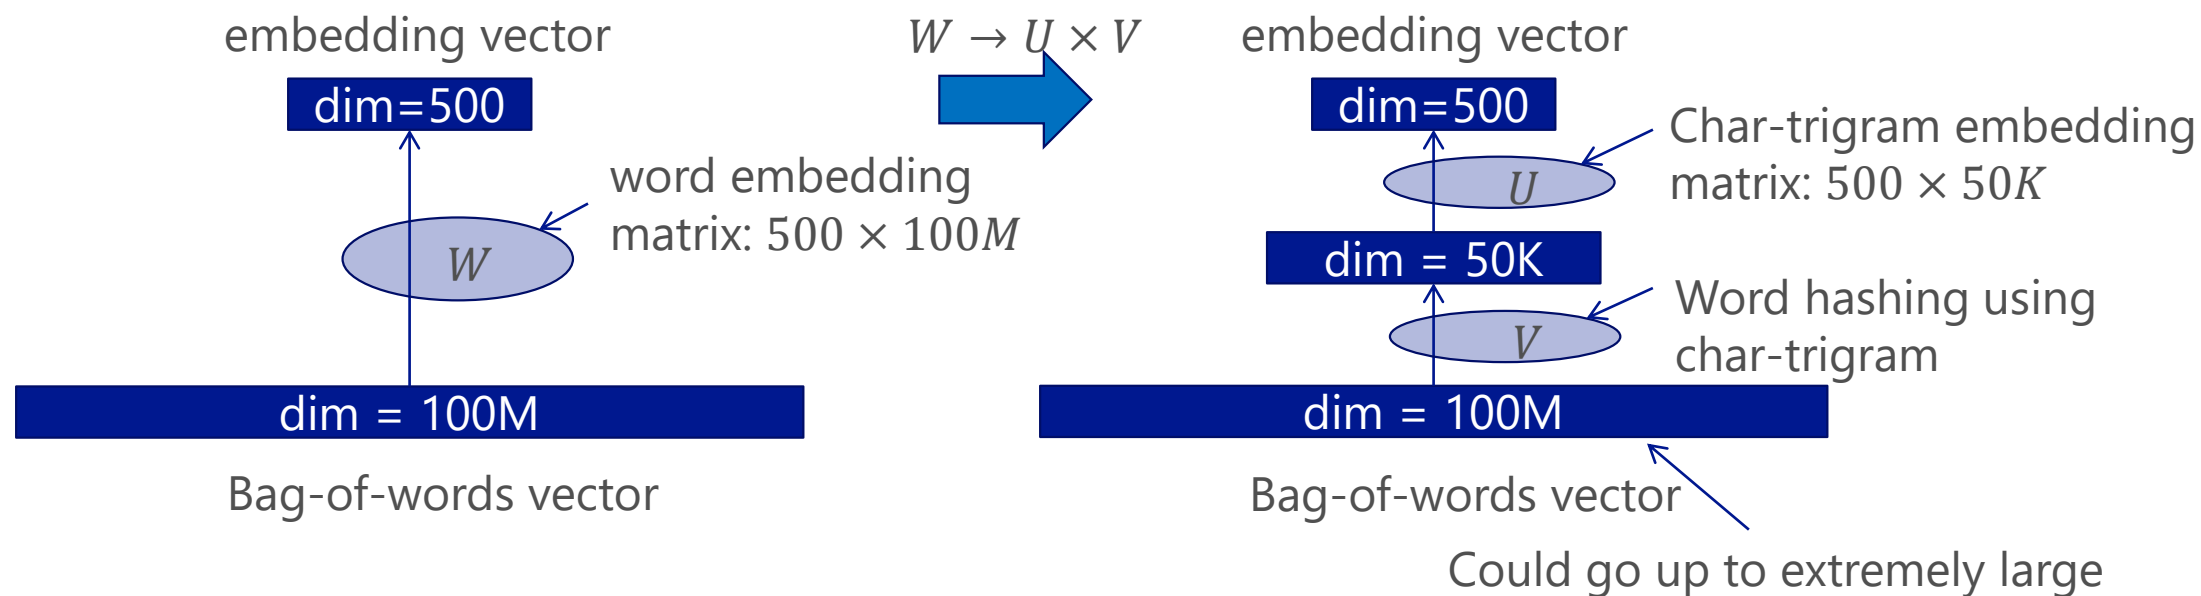 embedding vector
dim=500
word embedding
matrix: 500 × 100M
W
dim = 100M
Bag-of-words vector
W → U × V
embedding vector
dim=500
Char-trigram embedding
matrix: 500 × 50K
U
dim = 50K
Word hashing using
char-trigram
V
dim = 100M
Bag-of-words vector
Could go up to extremely large